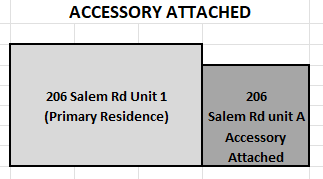 ACCESSORY ATTACHED
206 Salem Rd Unit 1
(Primary Residence)
206
Salem Rd unit A
Accessory
Attached